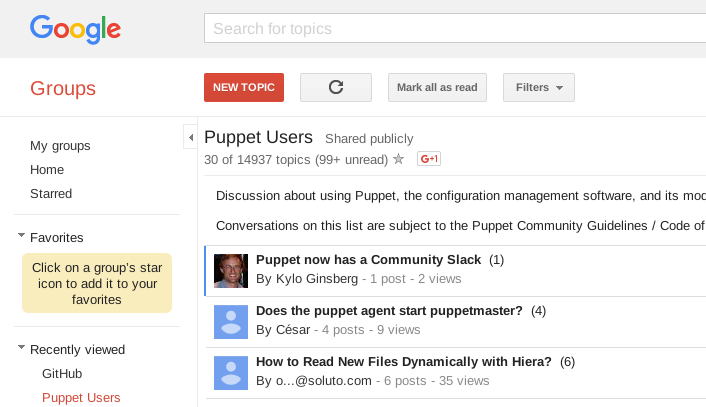 Google
Search for topics
Groups
NEW TOPIC
Mark all as read
Filters
My groups
Home
Starred
Favorites
Click on a group's star
icon to add it to your
favorites
Recently viewed
GitHub
Puppet Users
Puppet Users Shared publicly
30 of 14937 topics (99+ unread) G+1
Discussion about using Puppet, the configuration management software, and its mod
Conversations on this list are subject to the Puppet Community Guidelines / Code of
Puppet now has a Community Slack (1)
By Kylo Ginsberg - 1 post - 2 views
Does the puppet agent start puppetmaster? (4)
By César - 4 posts - 9 views
How to Read New Files Dynamically with Hiera? (6)
By o...@soluto.com - 6 posts - 35 views